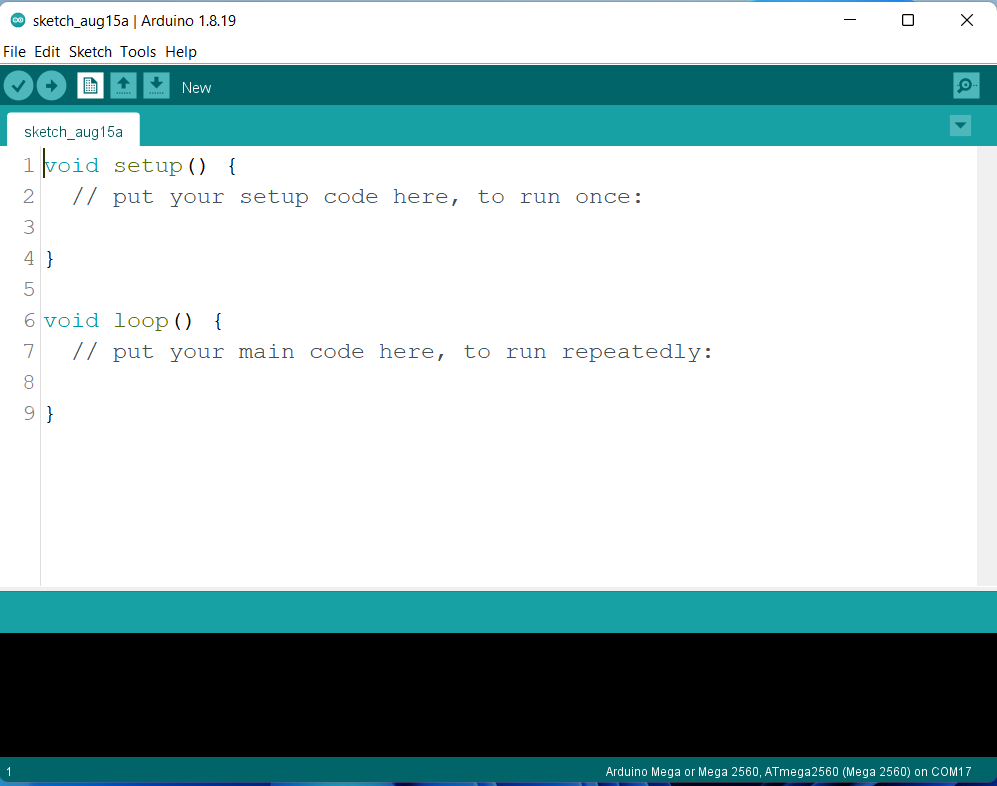 sketch_aug15a | Arduino 1.8.19
File Edit Sketch Tools Help
New
sketch_aug15a
1 void setup() {
2   // put your setup code here, to run once:
3
4 }
5
6 void loop() {
7   // put your main code here, to run repeatedly:
8
9 }
1 Arduino Mega or Mega 2560, ATmega2560 (Mega 2560) on COM17